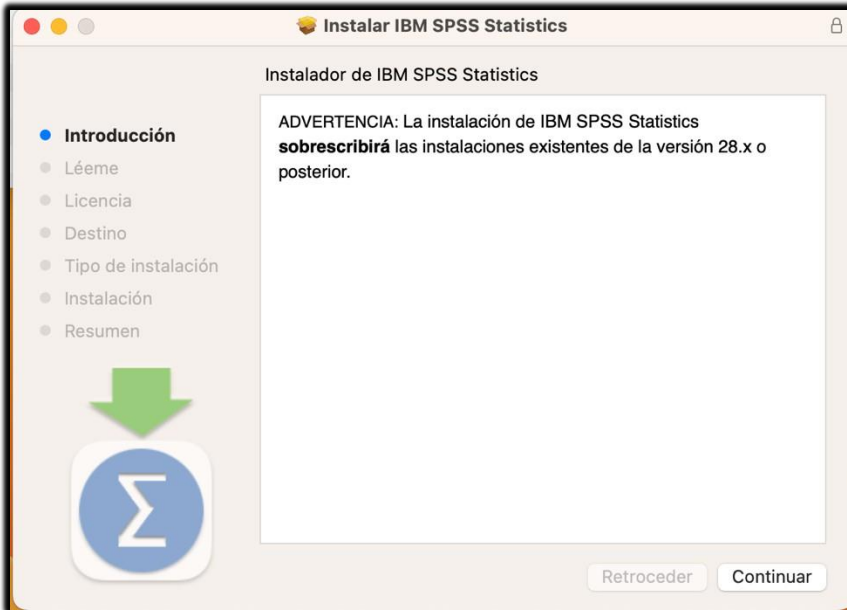 Instalar IBM SPSS Statistics
Instalador de IBM SPSS Statistics
Introducción
Léeme
Licencia
Destino
Tipo de instalación
Instalación
Resumen
ADVERTENCIA: La instalación de IBM SPSS Statistics
sobrescribirá las instalaciones existentes de la versión 28.x o
posterior.
Σ
Retroceder
Continuar